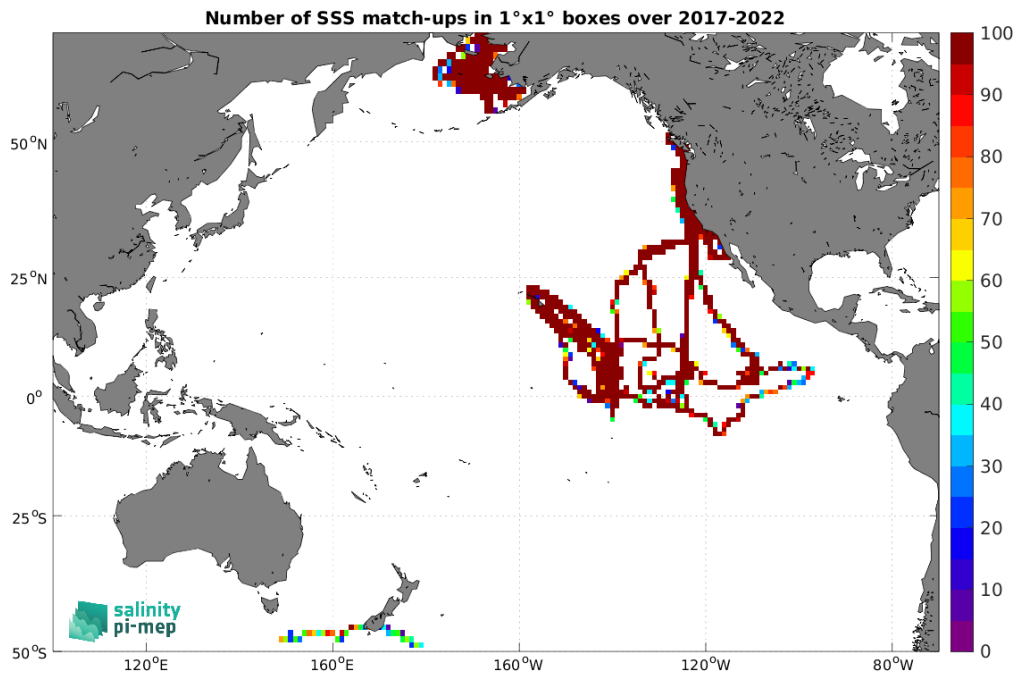 Number of SSS match-ups in 1°x1° boxes over 2017-2022
100
90
80
70
60
50
40
30
20
10
0
50°N
25°N
0°
25°S
50°S
120°E
160°E
160°W
120°W
80°W
salinity
pi-mep